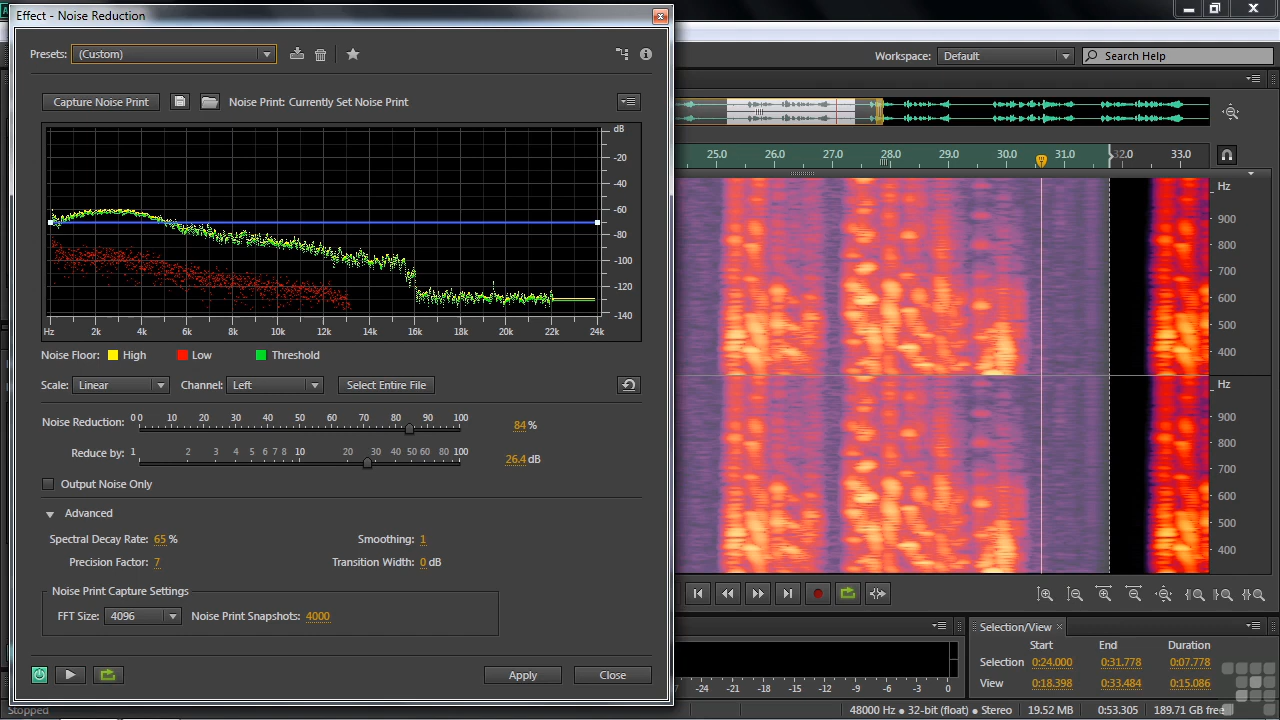 Effect - Noise Reduction
Presets: (Custom)
Workspace: Default Search Help
Capture Noise Print Noise Print: Currently Set Noise Print
dB
-20
-40
-60
-80
-100
-120
-140
Hz 2k 4k 6k 8k 10k 12k 14k 16k 18k 20k 22k 24k
Noise Floor: High Low Threshold
Scale: Linear Channel: Left Select Entire File
Noise Reduction: 0 0 10 20 30 40 50 60 70 80 90 100 84 %
Reduce by: 1 2 3 4 5 6 7 8 10 20 30 40 50 60 80 100 26.4 dB
Output Noise Only
Advanced
Spectral Decay Rate: 65 % Smoothing: 1
Precision Factor: 7 Transition Width: 0 dB
Noise Print Capture Settings
FFT Size: 4096 Noise Print Snapshots: 4000
Apply Close
25.0 26.0 27.0 28.0 29.0 30.0 31.0 32.0 33.0
Hz
900
800
700
600
500
400
Hz
900
800
700
600
500
400
Selection/View
Start End Duration
Selection 0:24.000 0:31.778 0:07.778
View 0:18.398 0:33.484 0:15.086
-24 -21 -18 -15 -12 -9 -6 -3 0
Stopped 48000 Hz • 32-bit (float) • Stereo 19.52 MB 0:53.305 189.71 GB free